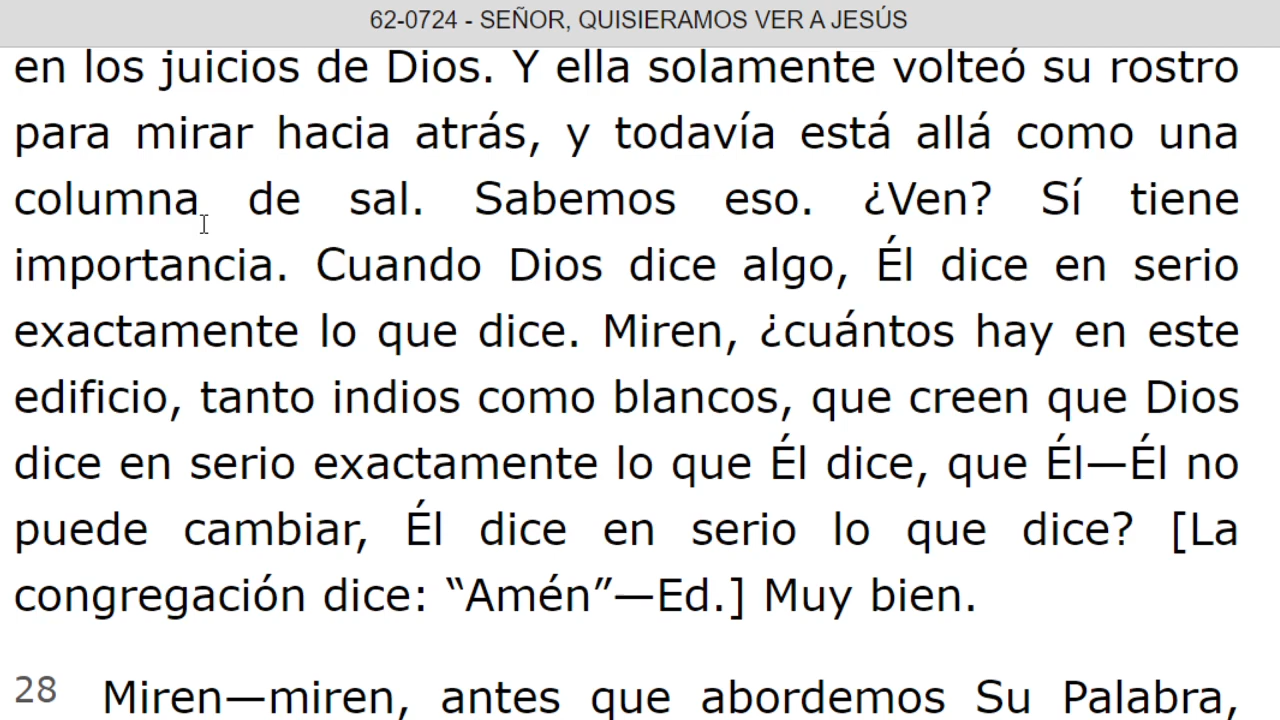 62-0724 - SEÑOR, QUISIERAMOS VER A JESÚS
en los juicios de Dios. Y ella solamente volteó su rostro
para mirar hacia atrás, y todavía está allá como una
columna de sal. Sabemos eso. ¿Ven? Sí tiene
importancia. Cuando Dios dice algo, Él dice en serio
exactamente lo que dice. Miren, ¿cuántos hay en este
edificio, tanto indios como blancos, que creen que Dios
dice en serio exactamente lo que Él dice, que Él—Él no
puede cambiar, Él dice en serio lo que dice? [La
congregación dice: “Amén”—Ed.] Muy bien.
28 Miren—miren, antes que abordemos Su Palabra,